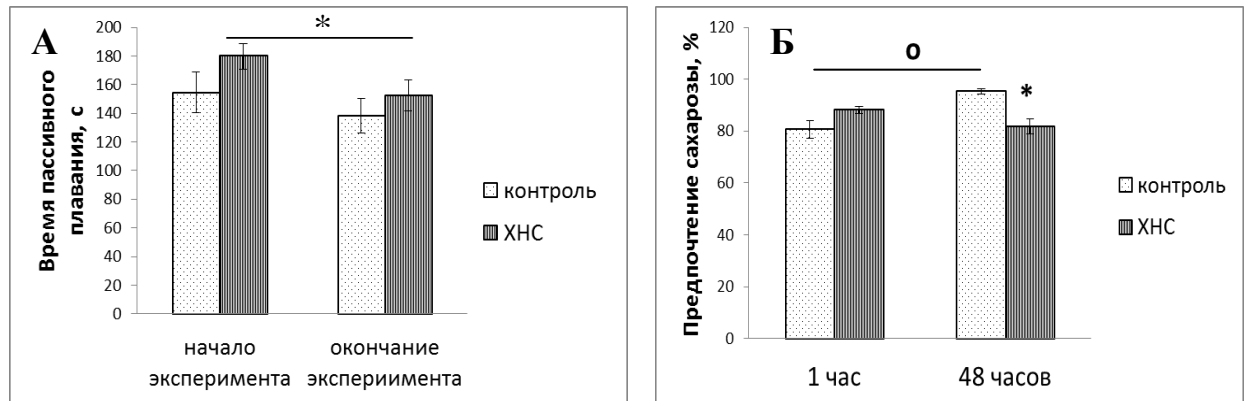 А
Время пассивного
плавания, с
200
180
160
140
120
100
80
60
40
20
0
*
начало
эксперимента
окончание
экспериимента
контроль
ХНС
Б
Предпочтение сахарозы, %
120
100
80
60
40
20
0
о
*
1 час
48 часов
контроль
ХНС